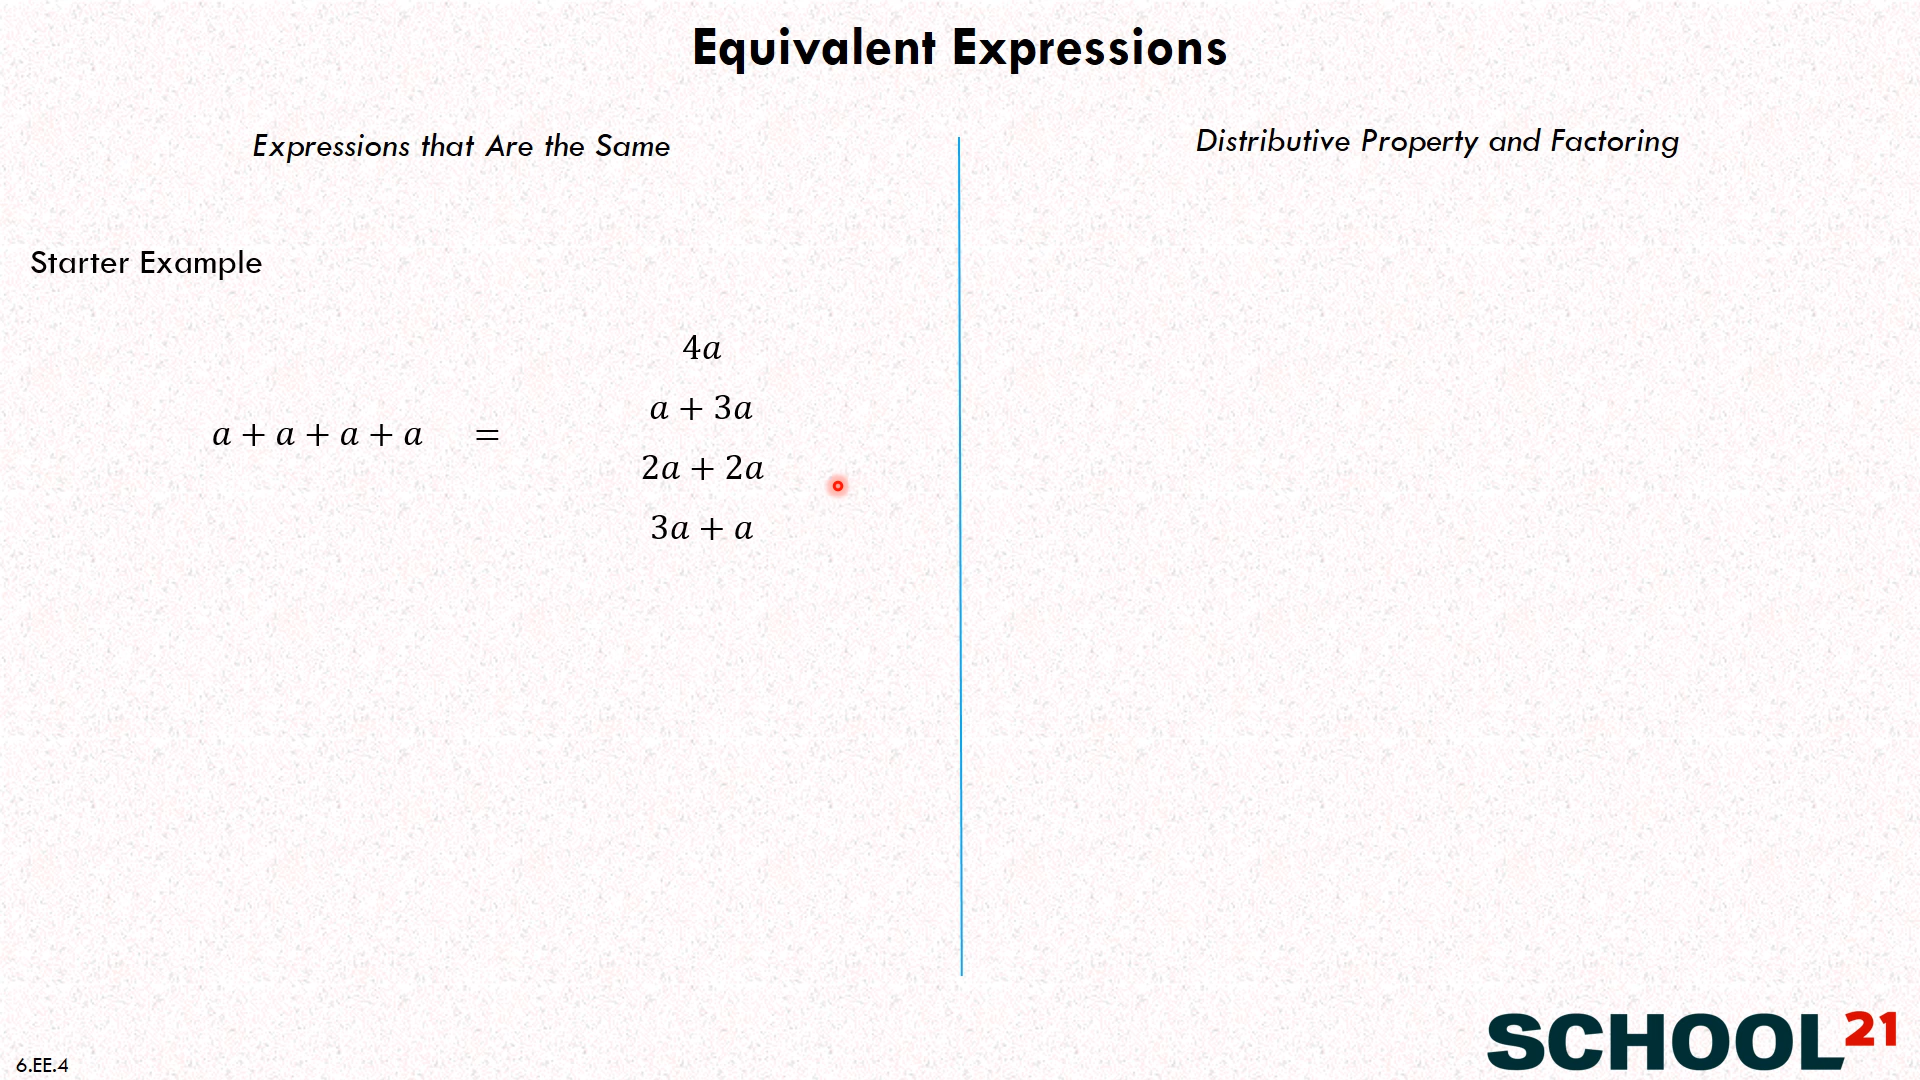 Equivalent Expressions
Expressions that Are the Same
Starter Example
a + a + a + a =
4a
a + 3a
2a + 2a
3a + a
Distributive Property and Factoring
6.EE.4
SCHOOL21